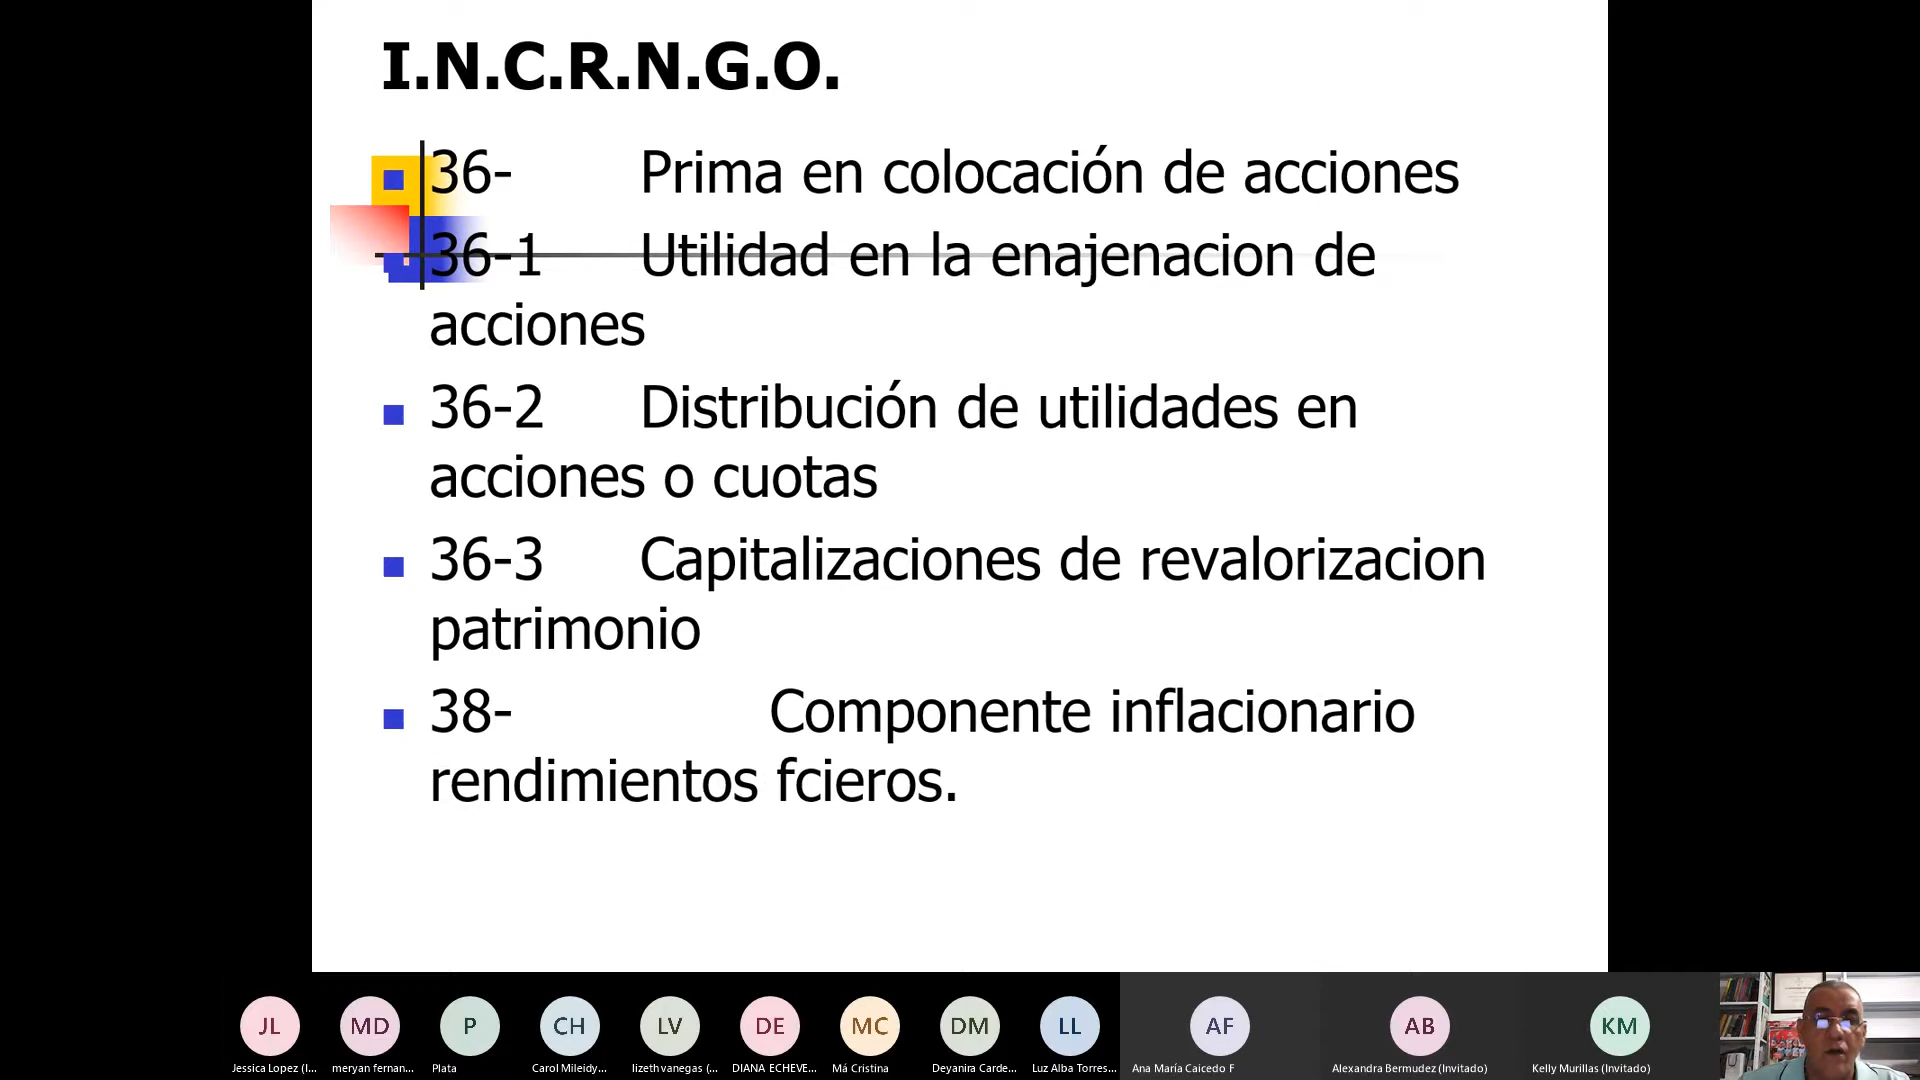 I.N.C.R.N.G.O.
36- Prima en colocación de acciones
36-1 Utilidad en la enajenacion de
acciones
36-2 Distribución de utilidades en
acciones o cuotas
36-3 Capitalizaciones de revalorizacion
patrimonio
38- Componente inflacionario
rendimientos fcieros.
JL MD P CH LV DE MC DM LL AF AB KM
Jessica Lopez (I... meryan fernan... Plata Carol Mileidy... lizeth vanegas (... DIANA ECHEVE... Má Cristina Deyanira Carde... Luz Alba Torres... Ana María Caicedo F Alexandra Bermudez (Invitado) Kelly Murillas (Invitado)